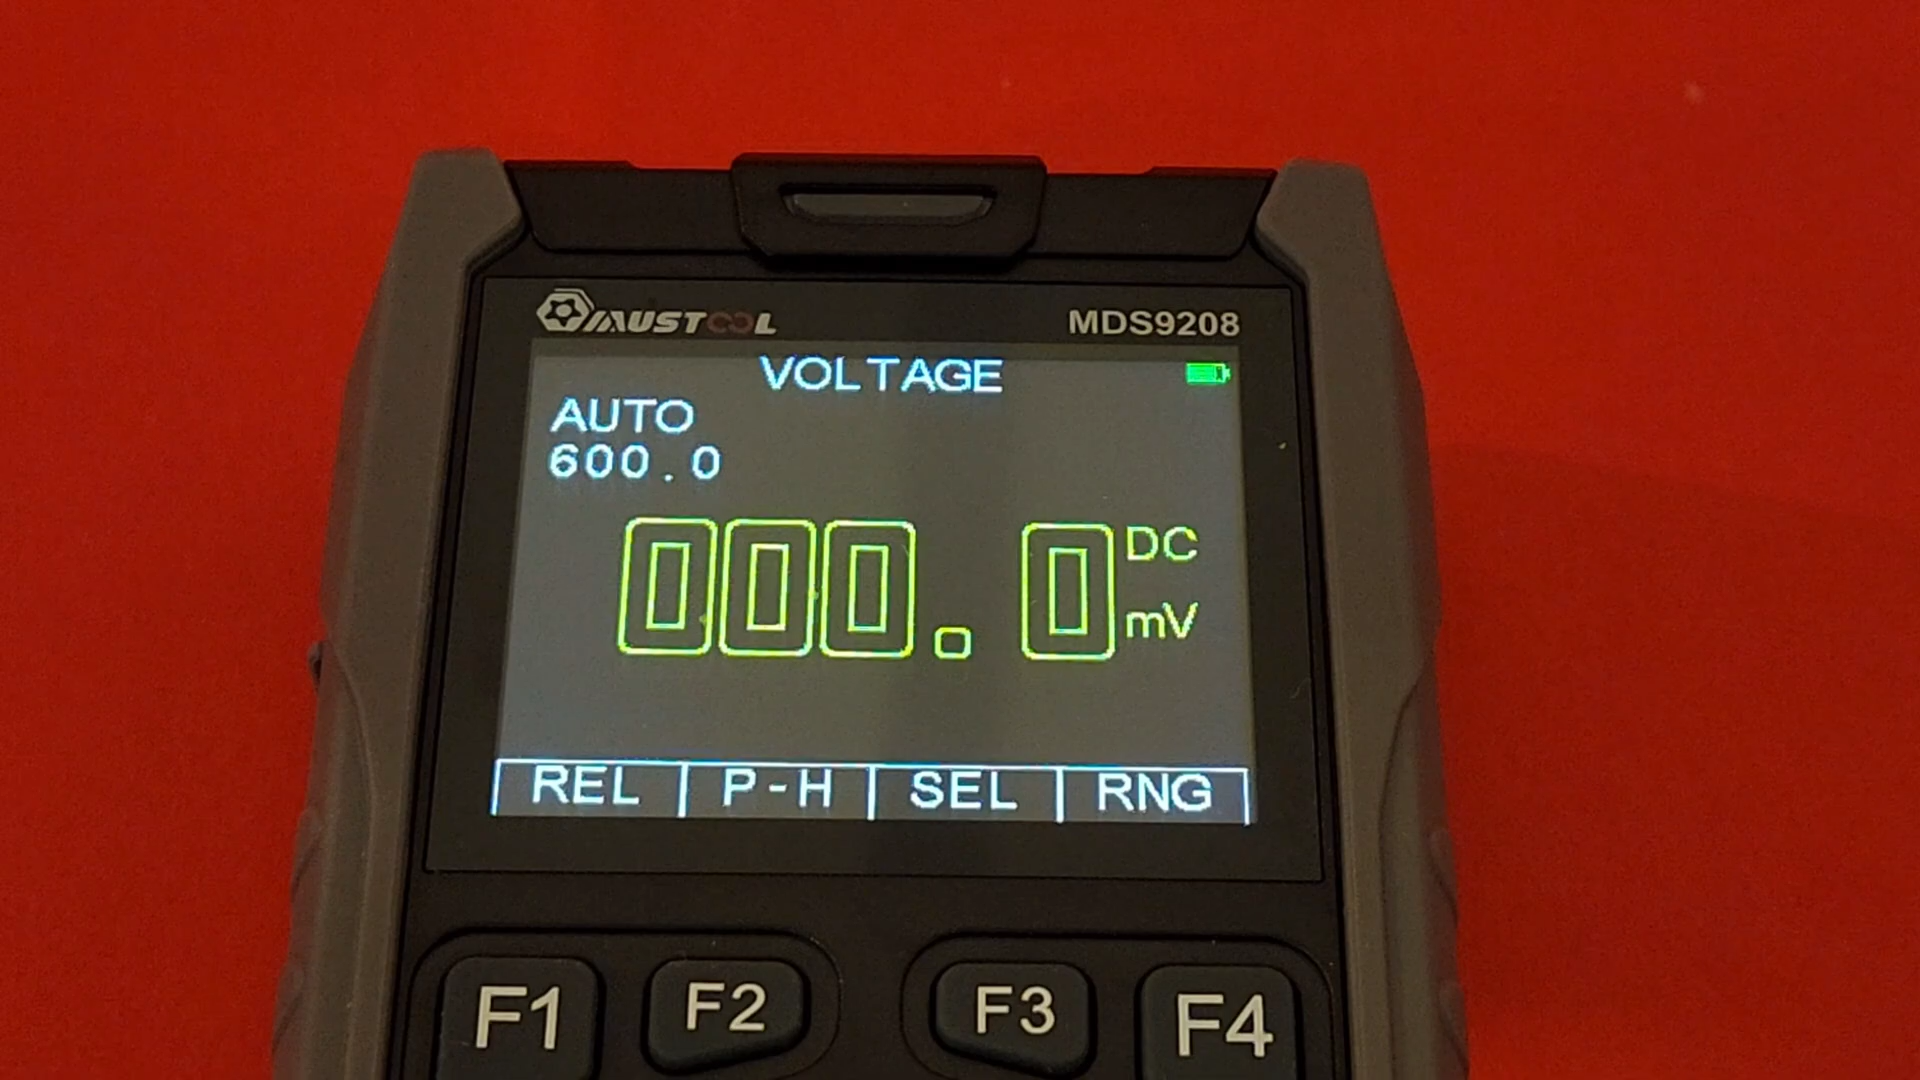 MUSTOOL MDS9208
VOLTAGE
AUTO
600.0
000.0 DC
mV
REL P-H SEL RNG
F1 F2 F3 F4